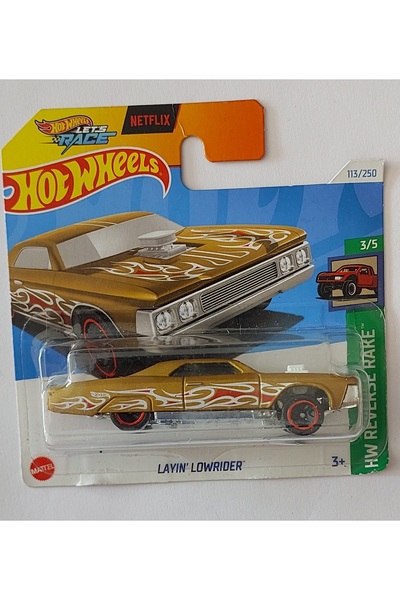 HOT WHEELS
LET'S
RACE
NETFLIX
HOT WHEELS
113/250
3/5
HW REVERSE RAKE
MATTEL
LAYIN' LOWRIDER
3+